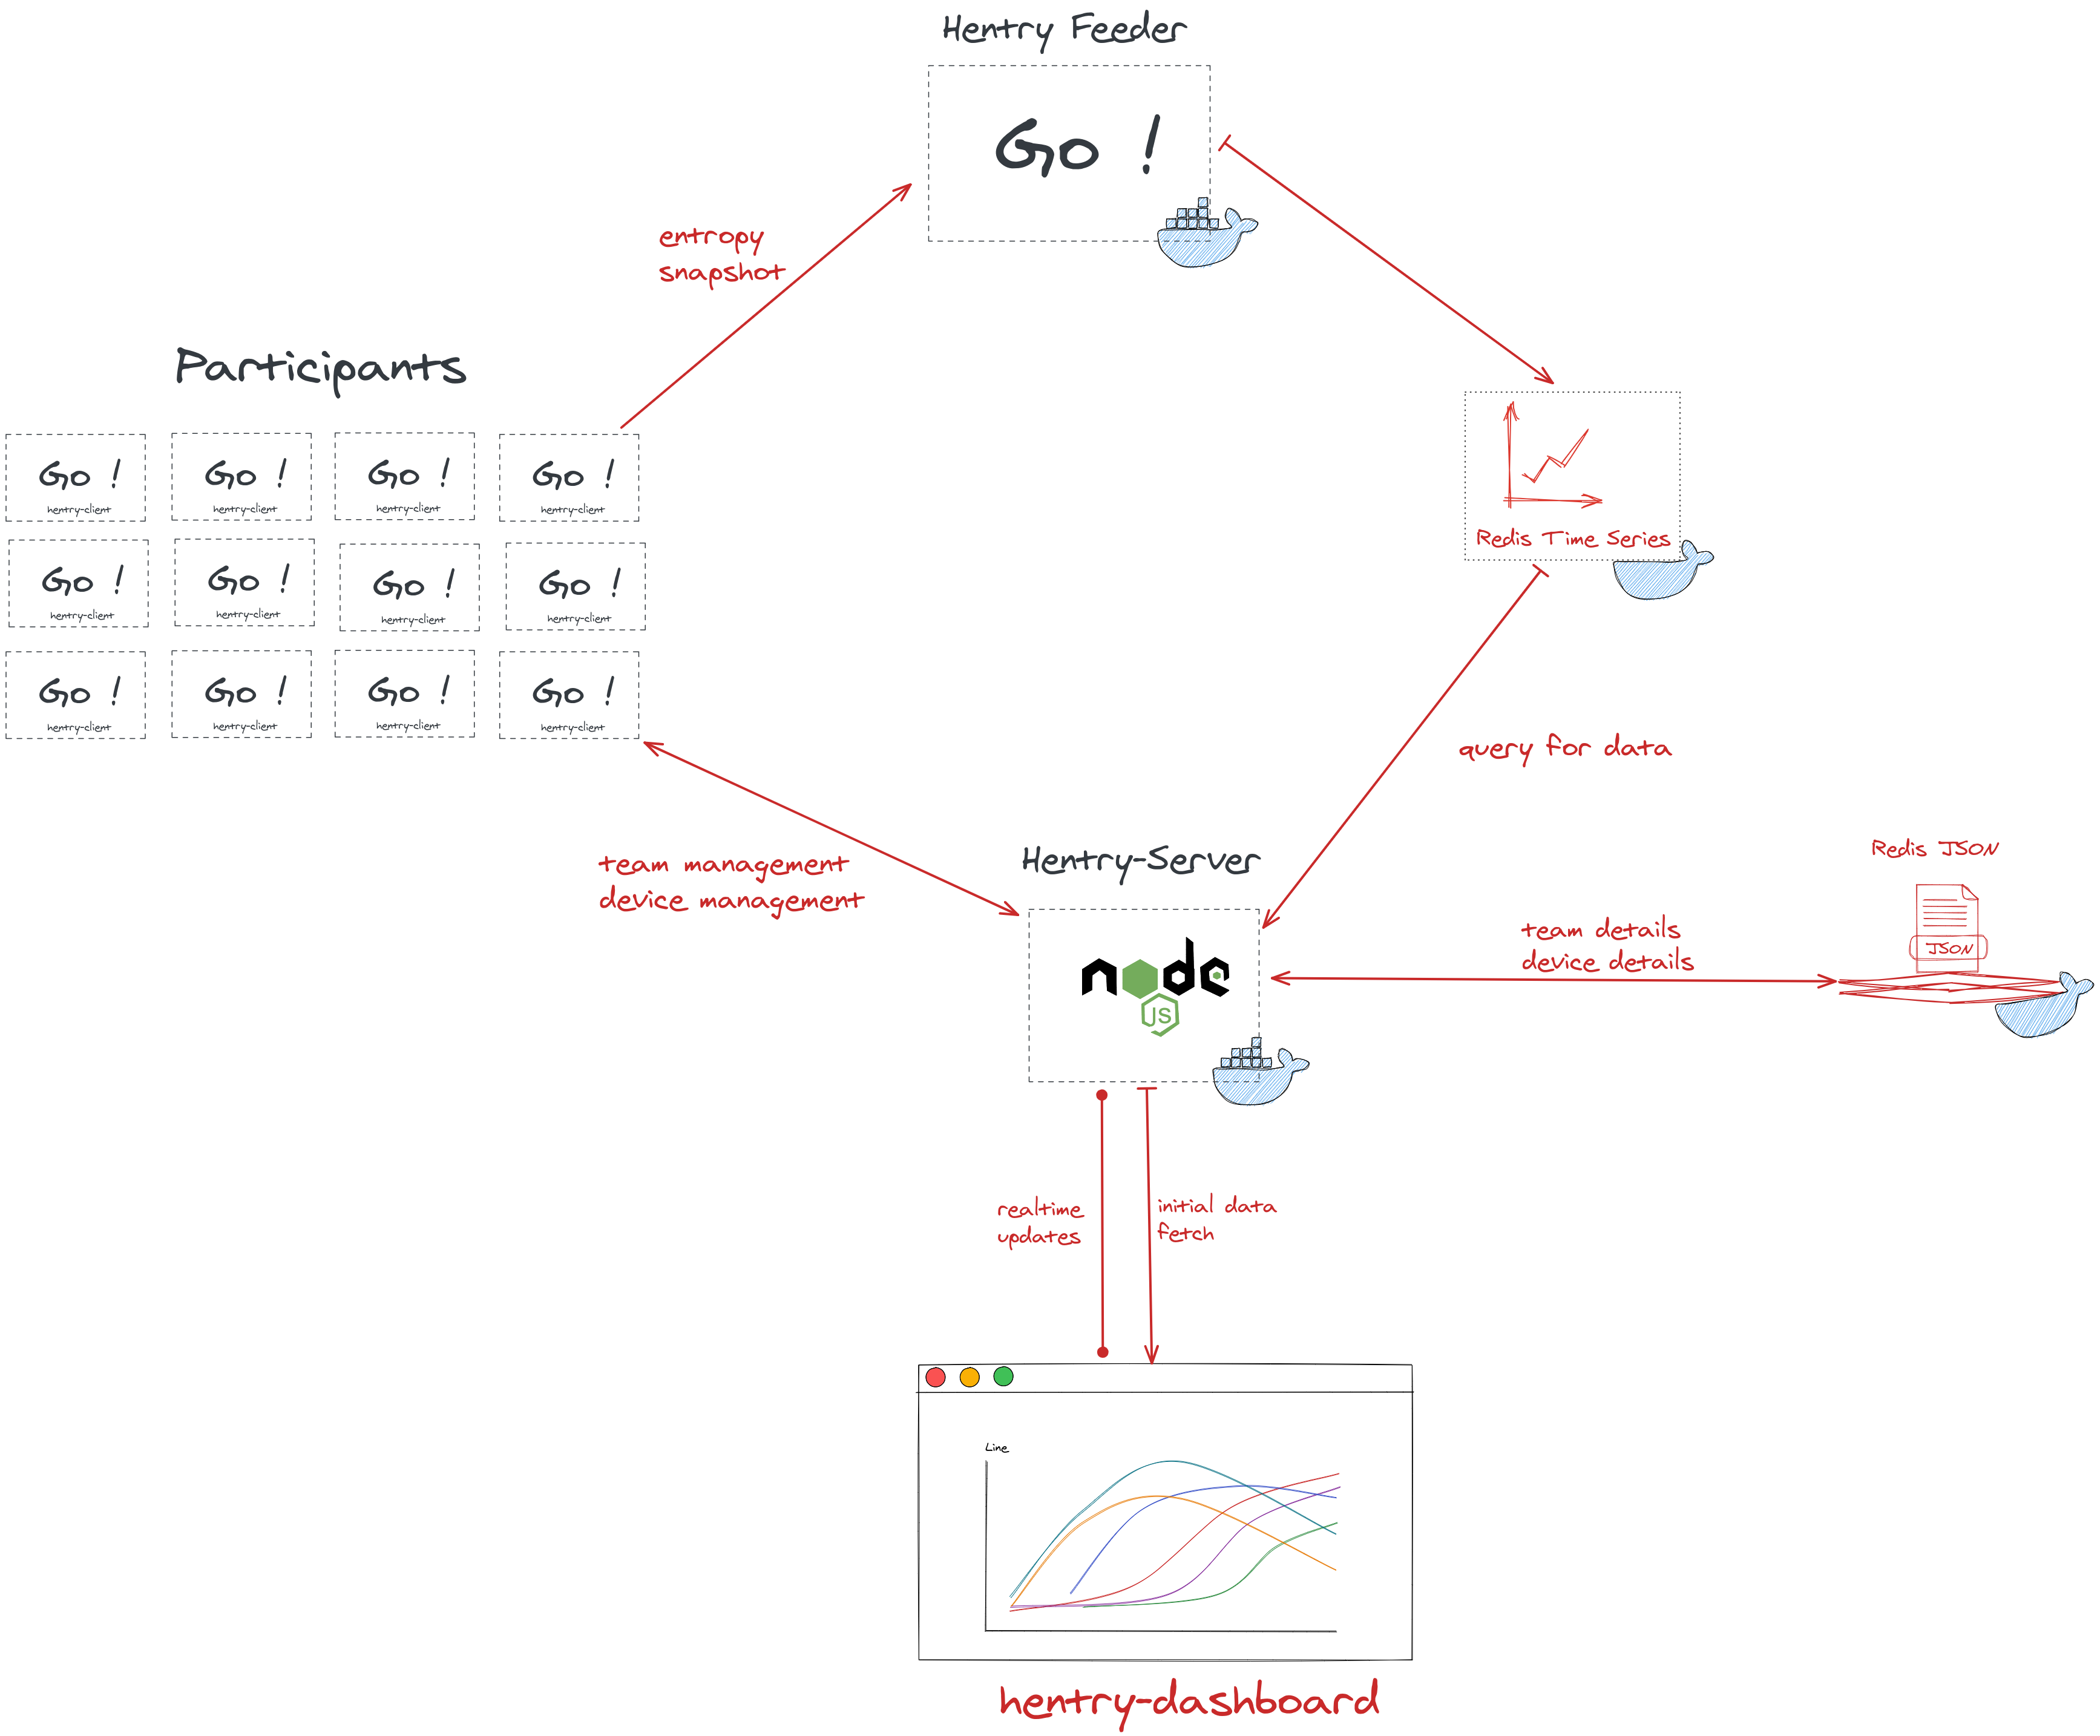 Hentry Feeder
Go !
entropy
snapshot
Participants
Go !
hentry-client
Go !
hentry-client
Go !
hentry-client
Go !
hentry-client
Go !
hentry-client
Go !
hentry-client
Go !
hentry-client
Go !
hentry-client
Go !
hentry-client
Go !
hentry-client
Go !
hentry-client
Go !
hentry-client
Redis Time Series
query for data
team management
device management
Hentry-Server
node
JS
team details
device details
Redis JSON
JSON
realtime
updates
initial data
fetch
Line
hentry-dashboard